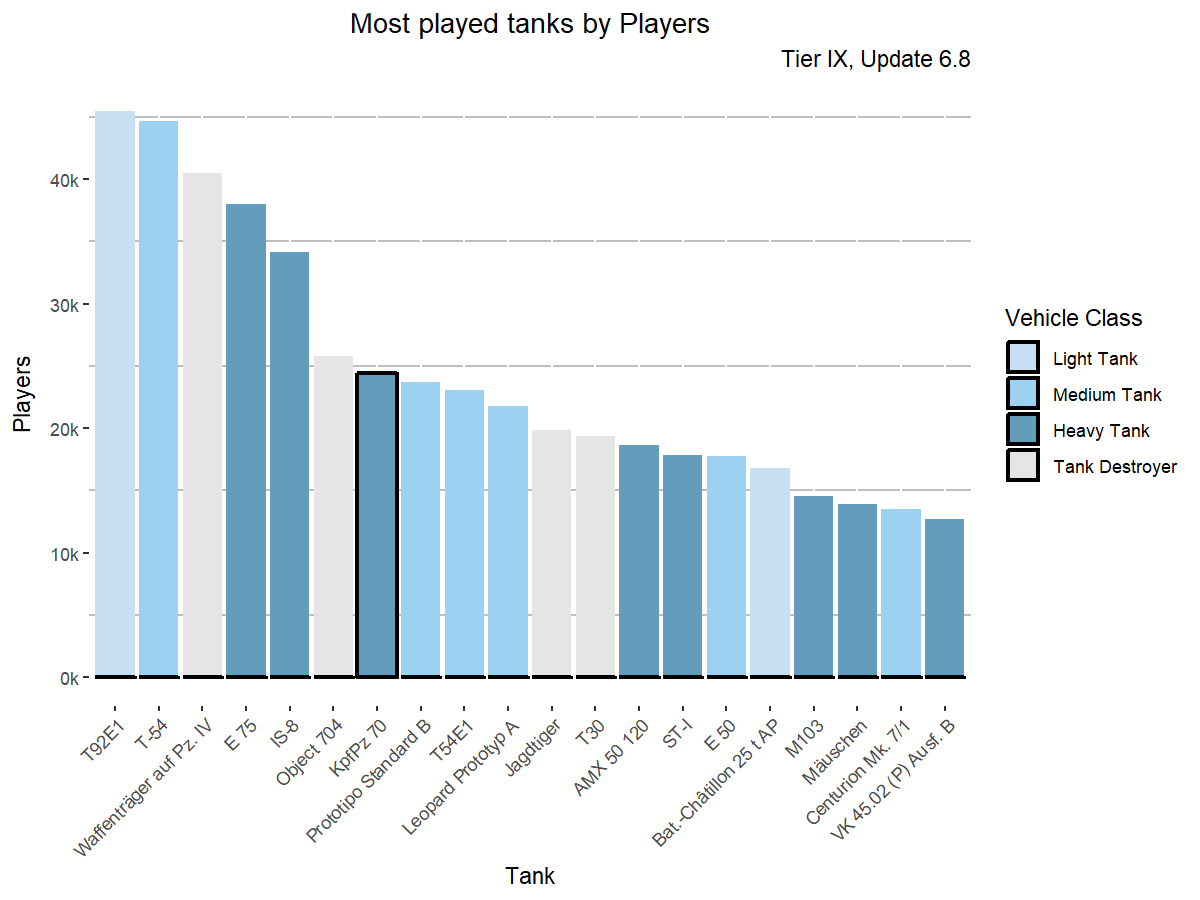 Most played tanks by Players
Tier IX, Update 6.8
Players
40k
30k
20k
10k
0k
T92E1
T-54
Waffenträger auf Pz. IV
E 75
IS-8
Object 704
KpfPz 70
Prototipo Standard B
T54E1
Leopard Prototyp A
Jagdtiger
T30
AMX 50 120
ST-I
E 50
Bat.-Châtillon 25 t AP
M103
Mäuschen
Centurion Mk. 7/1
VK 45.02 (P) Ausf. B
Tank
Vehicle Class
Light Tank
Medium Tank
Heavy Tank
Tank Destroyer